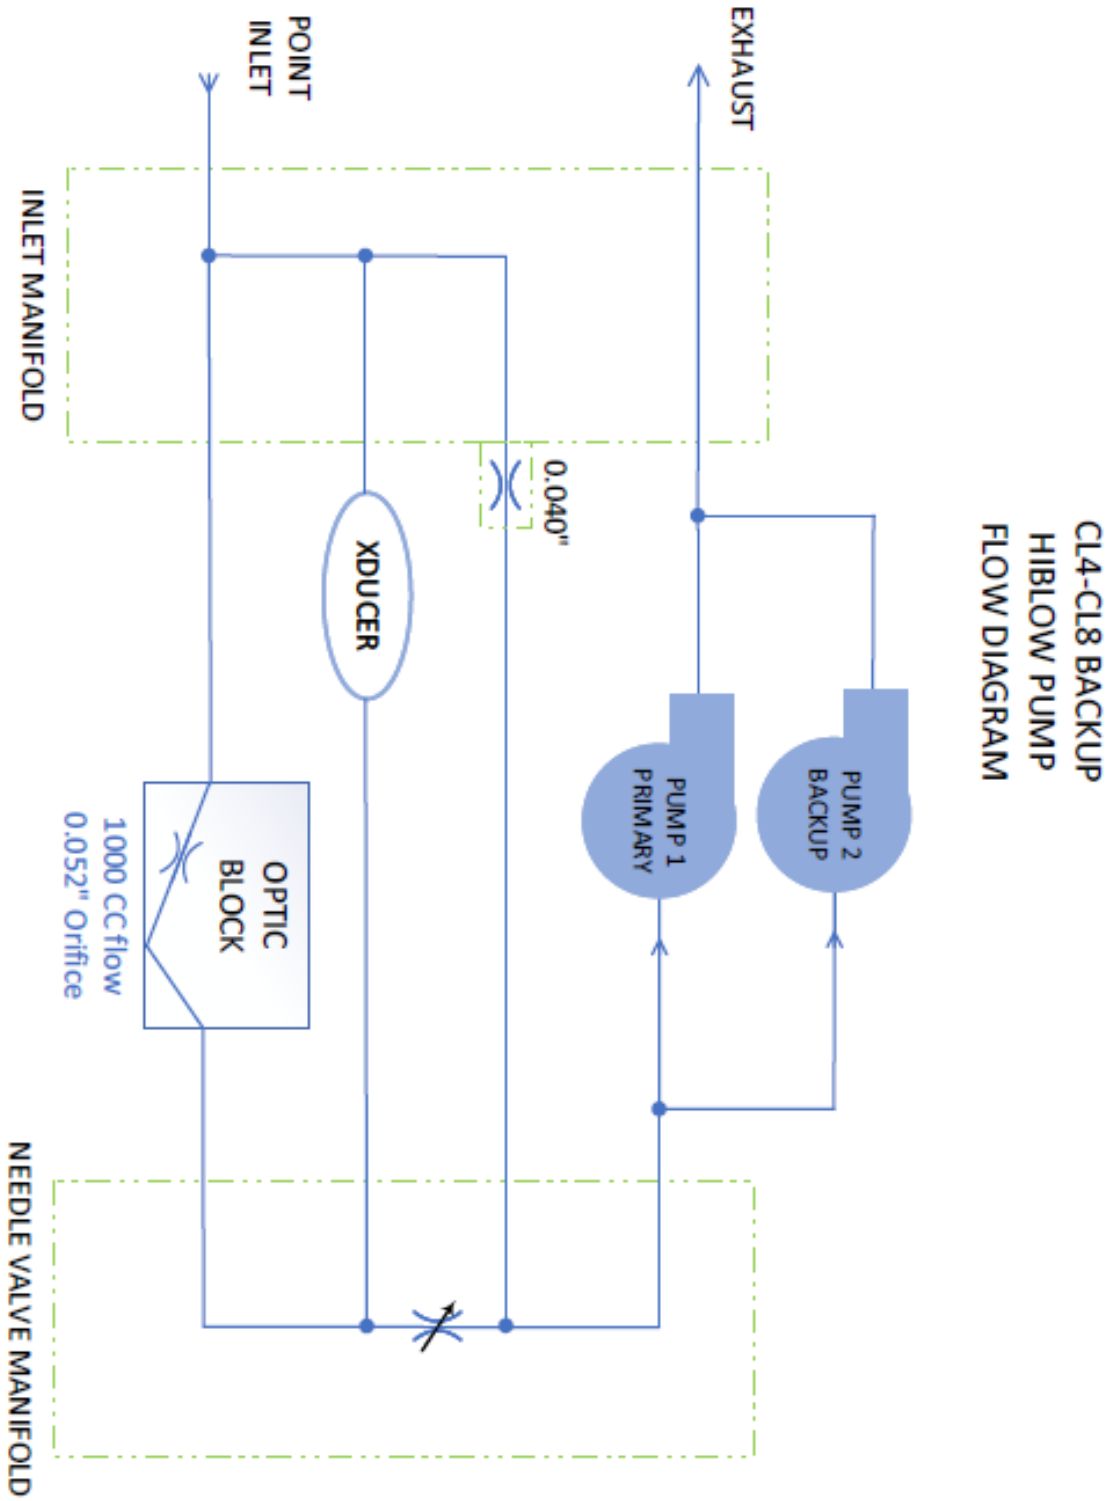 CL4-CL8 BACKUP
HIBLOW PUMP
FLOW DIAGRAM
EXHAUST
PUMP 2
BACKUP
PUMP 1
PRIMARY
0.040"
POINT
INLET
XDUCER
OPTIC
BLOCK
1000 CC flow
0.052" Orifice
INLET MANIFOLD
NEEDLE VALVE MANIFOLD